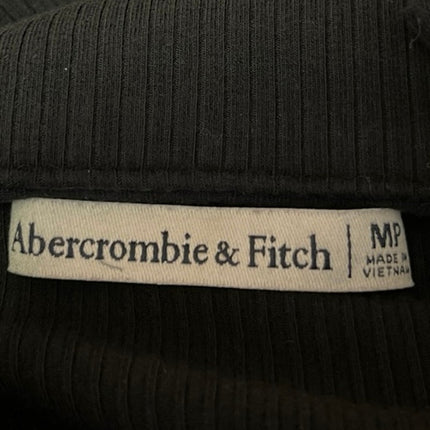 Abercrombie & Fitch | MP
MADE IN
VIETNAM